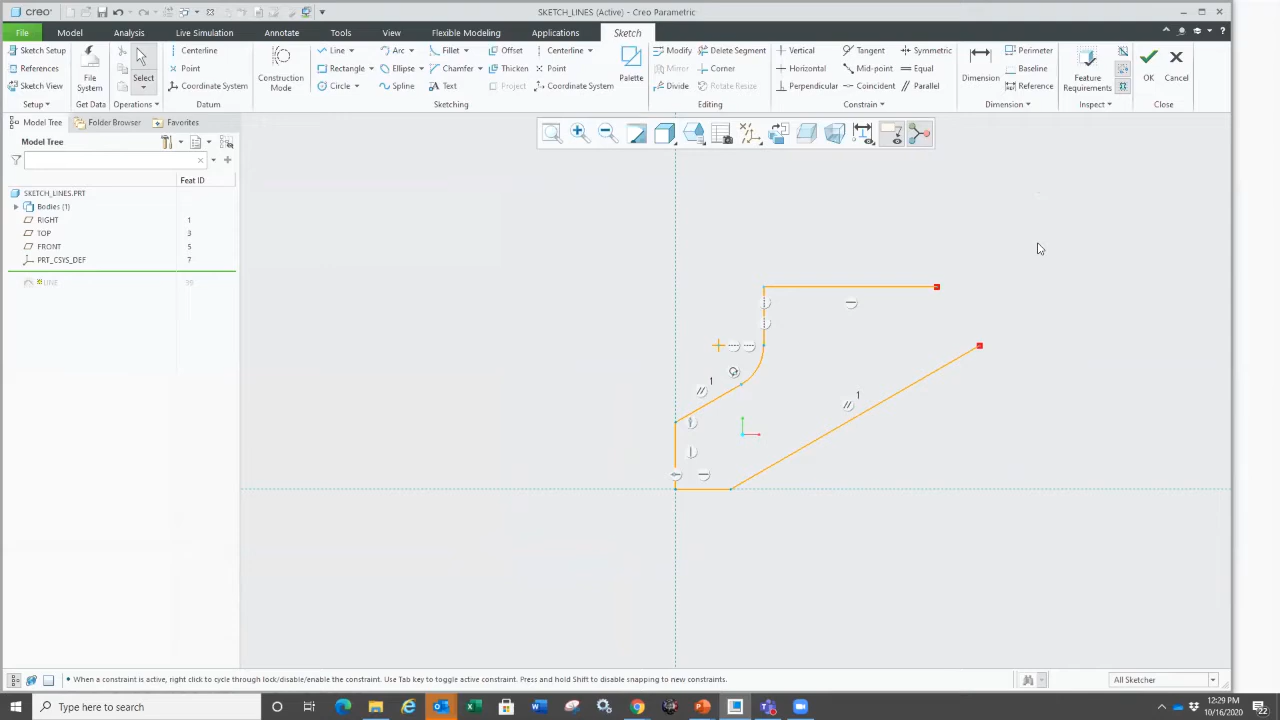 creo
SKETCH_LINES (Active) - Creo Parametric
File Model Analysis Live Simulation Annotate Tools View Flexible Modeling Applications Sketch
Sketch Setup
References
Sketch View
Setup
File System
Get Data
Select
Operations
Centerline
Point
Coordinate System
Datum
Construction Mode
Line Arc Fillet Offset Centerline
Rectangle Ellipse Chamfer Thicken Point
Circle Spline Text Project Coordinate System
Palette
Sketching
Modify Delete Segment
Mirror Corner
Divide Rotate Resize
Editing
Vertical Tangent Symmetric
Horizontal Mid-point Equal
Perpendicular Coincident Parallel
Constrain
Dimension
Perimeter
Baseline
Reference
Dimension
Feature Requirements
Inspect
OK
Cancel
Close
Model Tree Folder Browser Favorites
Model Tree
Feat ID
SKETCH_LINES.PRT
Bodies (1)
RIGHT 1
TOP 3
FRONT 5
PRT_CSYS_DEF 7
LINE 39
1
1
• When a constraint is active, right click to cycle through lock/disable/enable the constraint. Use Tab key to toggle active constraint. Press and hold Shift to disable snapping to new constraints.
All Sketcher
Type here to search
12:29 PM
10/16/2020
22